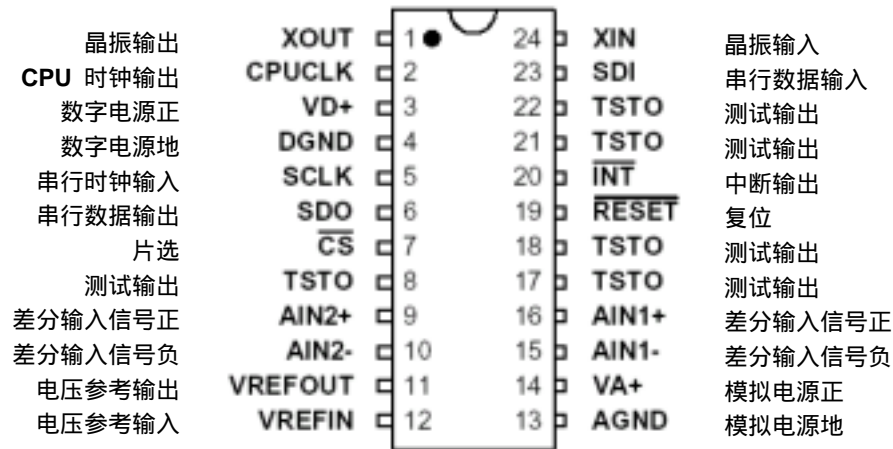 晶振输出 XOUT 1 24 XIN 晶振输入
CPU 时钟输出 CPUCLK 2 23 SDI 串行数据输入
数字电源正 VD+ 3 22 TSTO 测试输出
数字电源地 DGND 4 21 TSTO 测试输出
串行时钟输入 SCLK 5 20 INT 中断输出
串行数据输出 SDO 6 19 RESET 复位
片选 CS 7 18 TSTO 测试输出
测试输出 TSTO 8 17 TSTO 测试输出
差分输入信号正 AIN2+ 9 16 AIN1+ 差分输入信号正
差分输入信号负 AIN2- 10 15 AIN1- 差分输入信号负
电压参考输出 VREFOUT 11 14 VA+ 模拟电源正
电压参考输入 VREFIN 12 13 AGND 模拟电源地